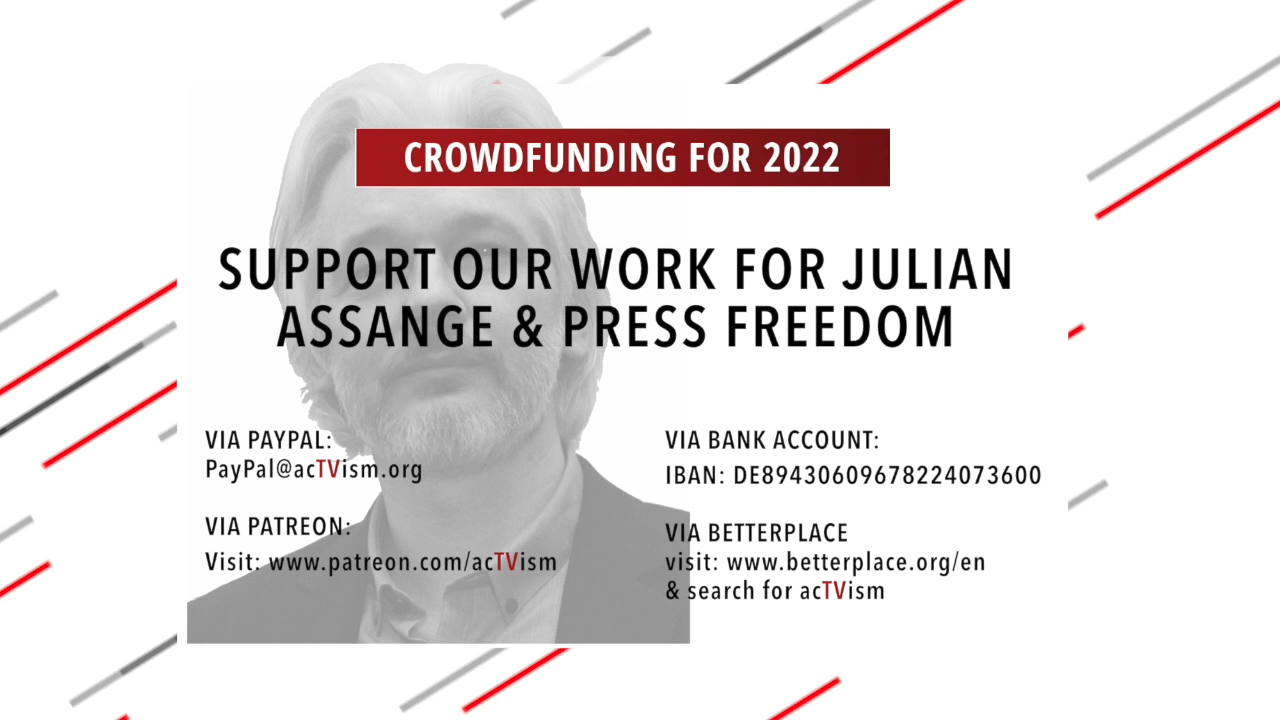 CROWDFUNDING FOR 2022
SUPPORT OUR WORK FOR JULIAN
ASSANGE & PRESS FREEDOM
VIA PAYPAL:
PayPal@acTVism.org
VIA PATREON:
Visit: www.patreon.com/acTVism
VIA BANK ACCOUNT:
IBAN: DE89430609678224073600
VIA BETTERPLACE
visit: www.betterplace.org/en
& search for acTVism